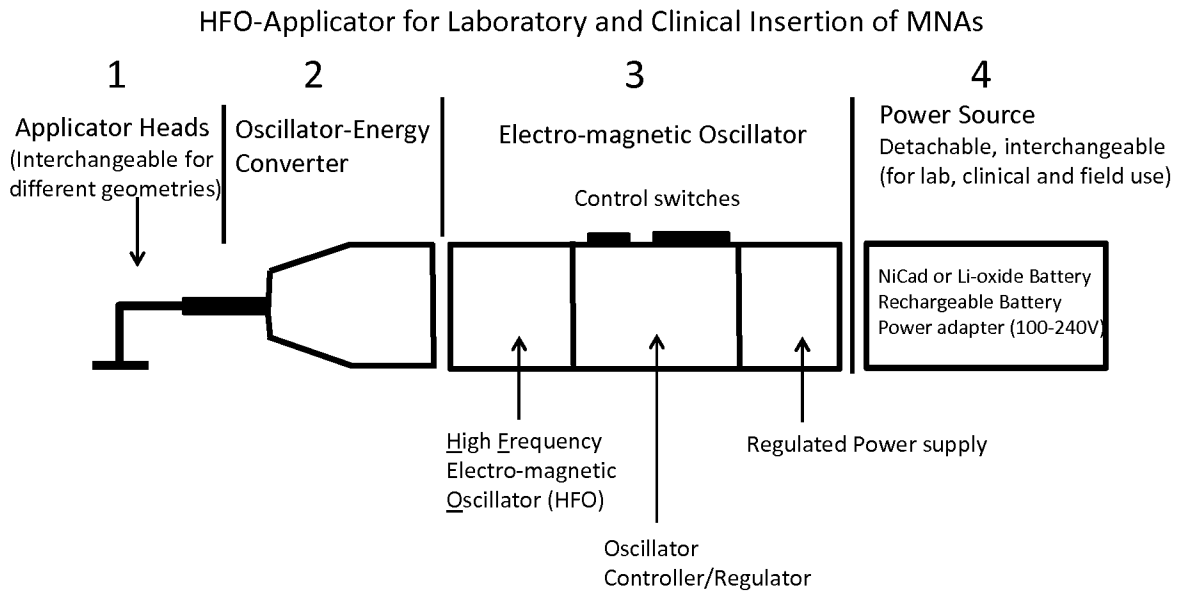 HFO-Applicator for Laboratory and Clinical Insertion of MNAs
1
2
3
4
Applicator Heads
(Interchangeable for
different geometries)
Oscillator-Energy
Converter
Electro-magnetic Oscillator
Power Source
Detachable, interchangeable
(for lab, clinical and field use)
Control switches
NiCad or Li-oxide Battery
Rechargeable Battery
Power adapter (100-240V)
High Frequency
Electro-magnetic
Oscillator (HFO)
Regulated Power supply
Oscillator
Controller/Regulator